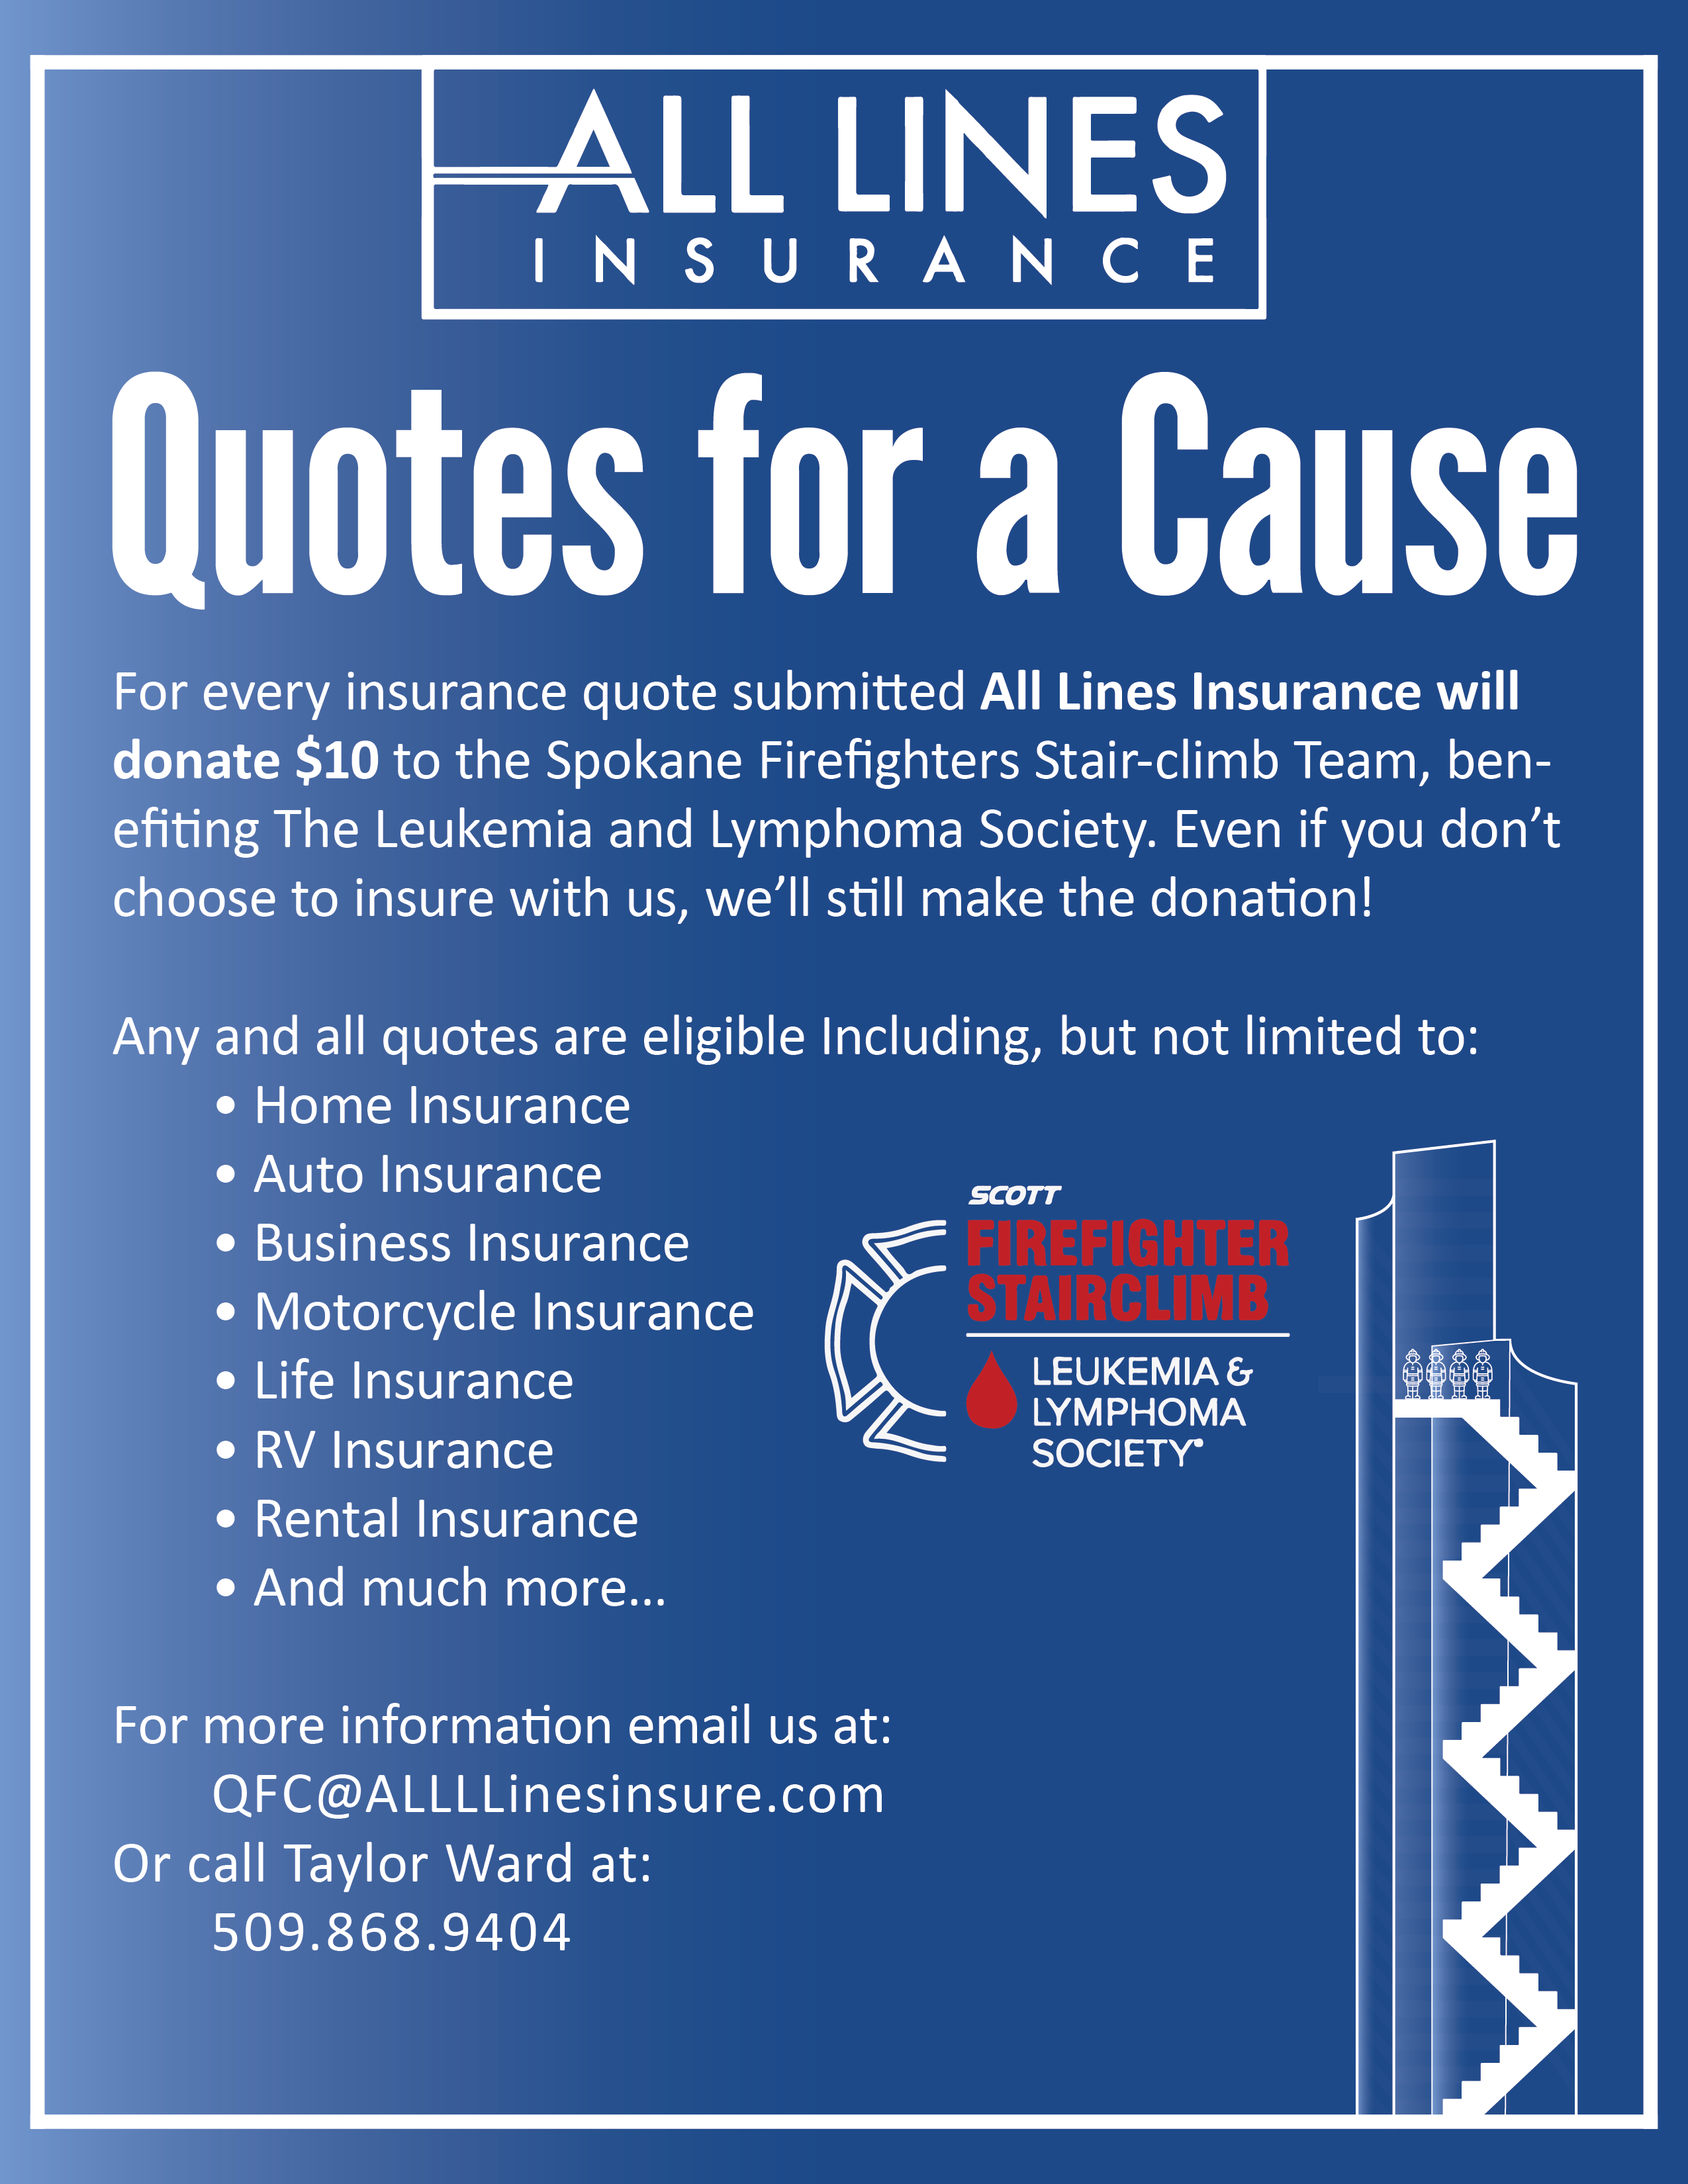 ALL LINES
INSURANCE
Quotes for a Cause
For every insurance quote submitted All Lines Insurance will
donate $10 to the Spokane Firefighters Stair-climb Team, ben-
efiting The Leukemia and Lymphoma Society. Even if you don’t
choose to insure with us, we’ll still make the donation!
Any and all quotes are eligible Including, but not limited to:
• Home Insurance
• Auto Insurance
• Business Insurance
• Motorcycle Insurance
• Life Insurance
• RV Insurance
• Rental Insurance
• And much more...
SCOTT
FIREFIGHTER
STAIRCLIMB
LEUKEMIA &
LYMPHOMA
SOCIETY
For more information email us at:
QFC@ALLLLinesinsure.com
Or call Taylor Ward at:
509.868.9404